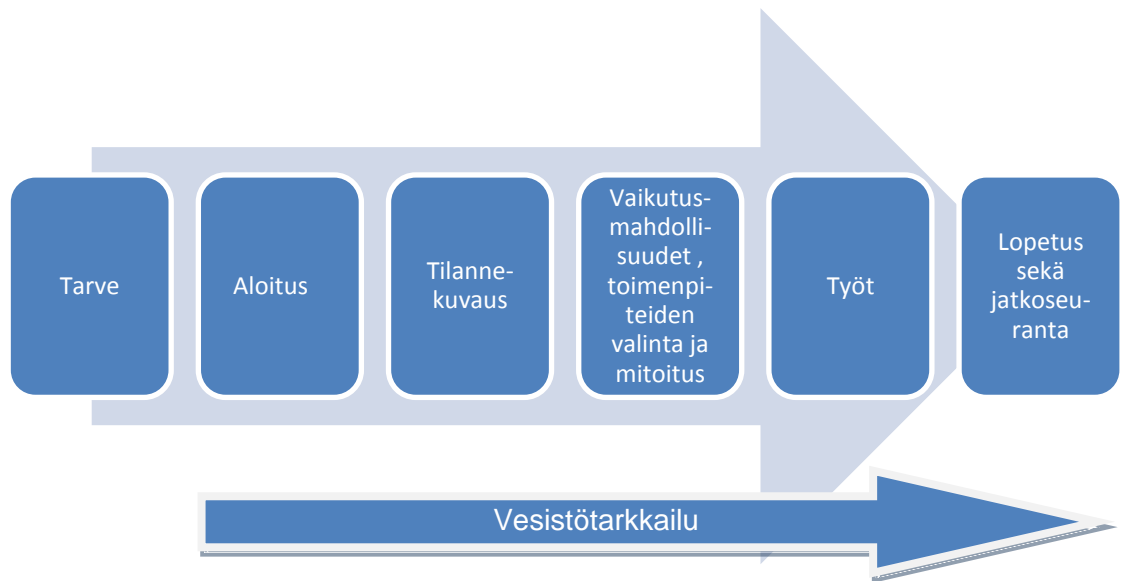 Tarve
Aloitus
Tilanne-
kuvaus
Vaikutus-
mahdolli-
suudet ,
toimenpi-
teiden
valinta ja
mitoitus
Työt
Lopetus
sekä
jatkoseu-
ranta
Vesistötarkkailu